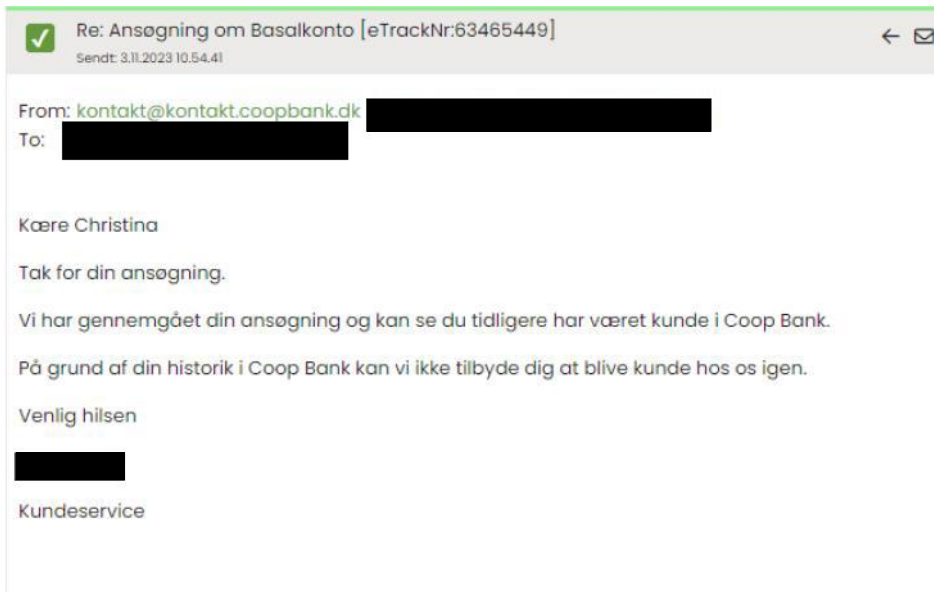 Re: Ansøgning om Basalkonto [eTrackNr:63465449]
Sendt: 3.11.2023 10.54.41
From: kontakt@kontakt.coopbank.dk
To:
Kære Christina
Tak for din ansøgning.
Vi har gennemgået din ansøgning og kan se du tidligere har været kunde i Coop Bank.
På grund af din historik i Coop Bank kan vi ikke tilbyde dig at blive kunde hos os igen.
Venlig hilsen
Kundeservice